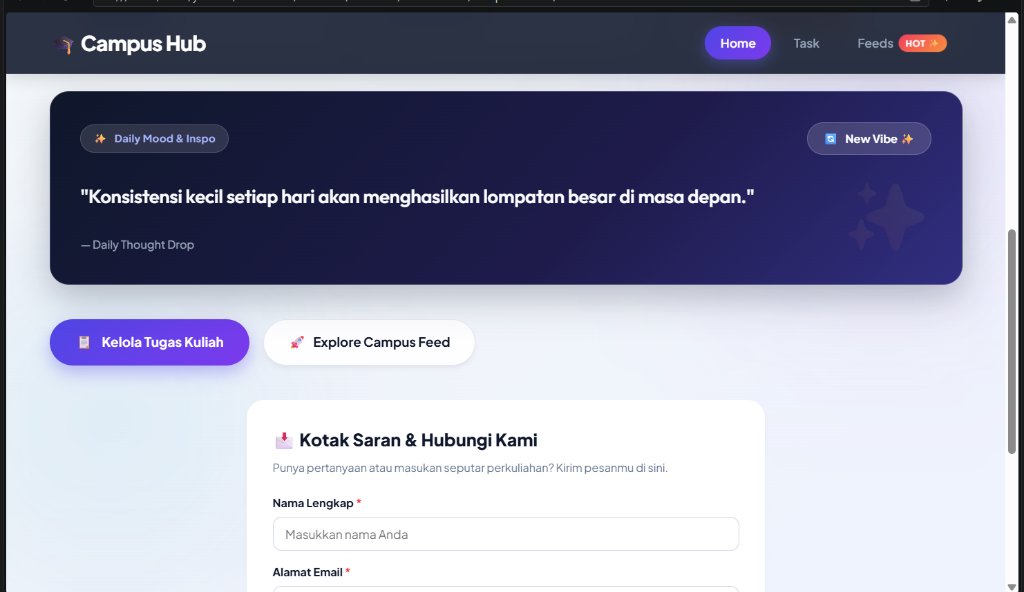 Campus Hub
Home
Task
Feeds
HOT
Daily Mood & Inspo
New Vibe
"Konsistensi kecil setiap hari akan menghasilkan lompatan besar di masa depan."
— Daily Thought Drop
Kelola Tugas Kuliah
Explore Campus Feed
Kotak Saran & Hubungi Kami
Punya pertanyaan atau masukan seputar perkuliahan? Kirim pesanmu di sini.
Nama Lengkap *
Masukkan nama Anda
Alamat Email *